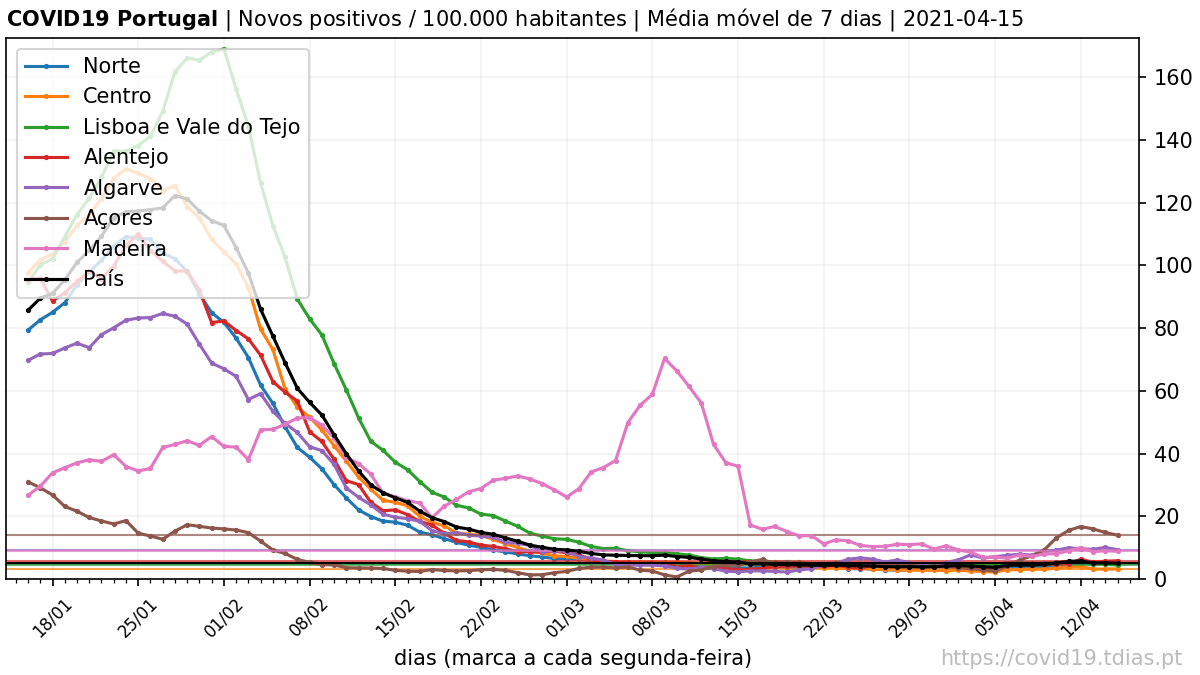 COVID19 Portugal | Novos positivos / 100.000 habitantes | Média móvel de 7 dias | 2021-04-15
Norte
Centro
Lisboa e Vale do Tejo
Alentejo
Algarve
Açores
Madeira
País
160
140
120
100
80
60
40
20
0
18/01
25/01
01/02
08/02
15/02
22/02
01/03
08/03
15/03
22/03
29/03
05/04
12/04
dias (marca a cada segunda-feira)
https://covid19.tdias.pt